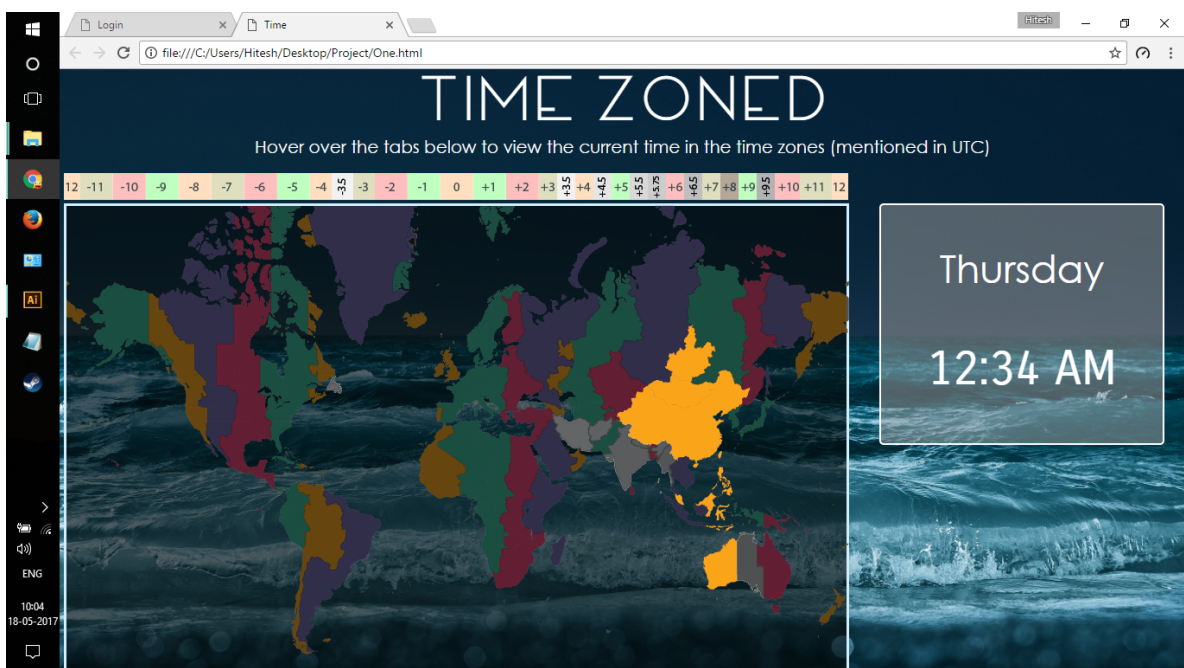 Login
Time
Hitesh
file:///C:/Users/Hitesh/Desktop/Project/One.html
TIME ZONED
Hover over the tabs below to view the current time in the time zones (mentioned in UTC)
12 -11 -10 -9 -8 -7 -6 -5 -4 -3.5 -3 -2 -1 0 +1 +2 +3 +3.5 +4 +4.5 +5 +5.5 +5.75 +6 +6.5 +7 +8 +9 +9.5 +10 +11 12
Thursday
12:34 AM
Ai
ENG
10:04
18-05-2017